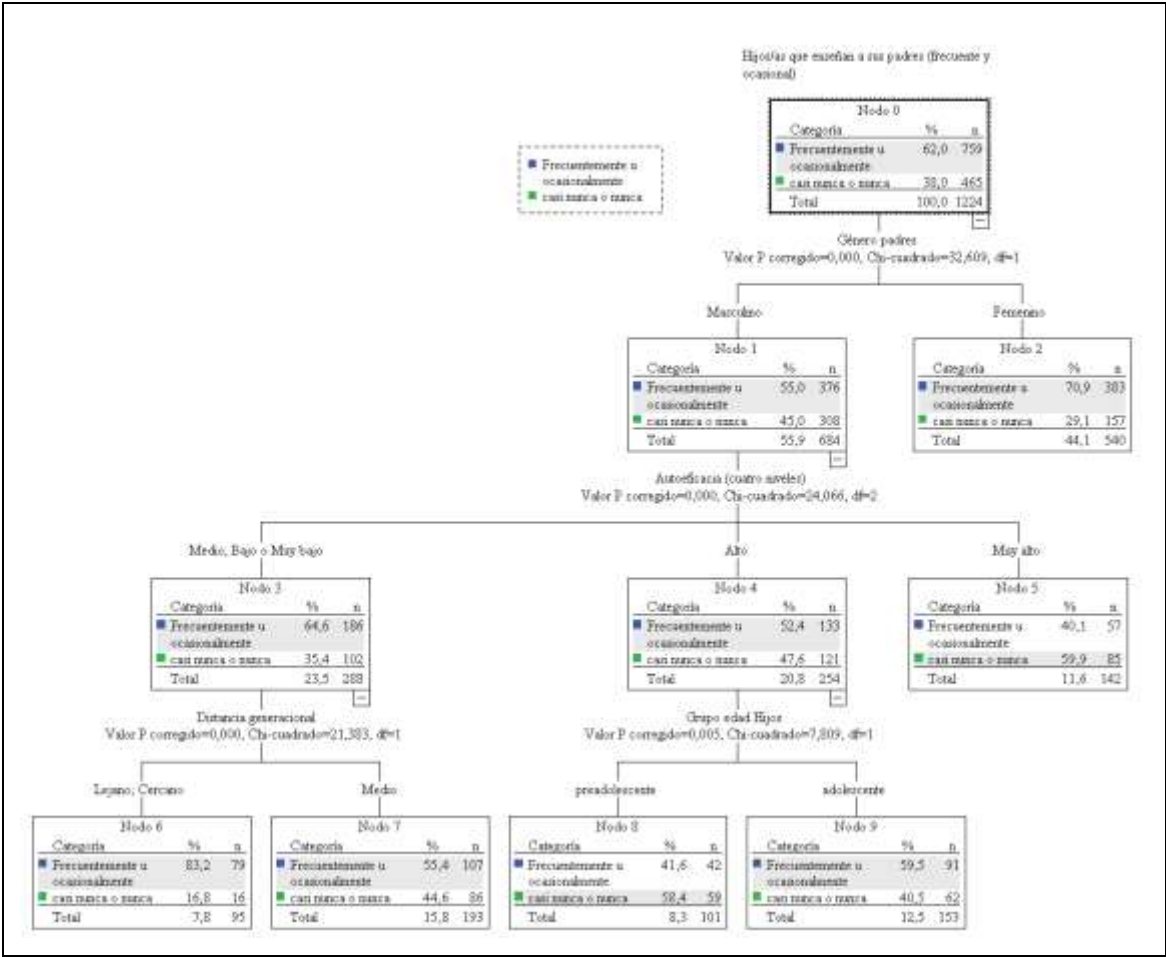 Hijos/as que enseñan a sus padres (frecuente y
ocasional)
Nodo 0
Categoría % n
Frecuentemente u 62,0 759
ocasionalmente
casi nunca o nunca 38,0 465
Total 100,0 1224
Frecuentemente u
ocasionalmente
casi nunca o nunca
Género padres
Valor P corregido=0,000, Chi-cuadrado=32,609, df=1
Masculino
Femenino
Nodo 1
Categoría % n
Frecuentemente u 55,0 376
ocasionalmente
casi nunca o nunca 45,0 308
Total 55,9 684
Nodo 2
Categoría % n
Frecuentemente u 70,9 383
ocasionalmente
casi nunca o nunca 29,1 157
Total 44,1 540
Autoeficacia (cuatro niveles)
Valor P corregido=0,000, Chi-cuadrado=24,066, df=2
Medio; Bajo o Muy bajo
Alto
Muy alto
Nodo 3
Categoría % n
Frecuentemente u 64,6 186
ocasionalmente
casi nunca o nunca 35,4 102
Total 23,5 288
Nodo 4
Categoría % n
Frecuentemente u 52,4 133
ocasionalmente
casi nunca o nunca 47,6 121
Total 20,8 254
Nodo 5
Categoría % n
Frecuentemente u 40,1 57
ocasionalmente
casi nunca o nunca 59,9 85
Total 11,6 142
Distancia generacional
Valor P corregido=0,000, Chi-cuadrado=21,383, df=1
Grupo edad Hijos
Valor P corregido=0,005, Chi-cuadrado=7,809, df=1
Lejano; Cercano
Medio
preadolescente
adolescente
Nodo 6
Categoría % n
Frecuentemente u 83,2 79
ocasionalmente
casi nunca o nunca 16,8 16
Total 7,8 95
Nodo 7
Categoría % n
Frecuentemente u 55,4 107
ocasionalmente
casi nunca o nunca 44,6 86
Total 15,8 193
Nodo 8
Categoría % n
Frecuentemente u 41,6 42
ocasionalmente
casi nunca o nunca 58,4 59
Total 8,3 101
Nodo 9
Categoría % n
Frecuentemente u 59,5 91
ocasionalmente
casi nunca o nunca 40,5 62
Total 12,5 153